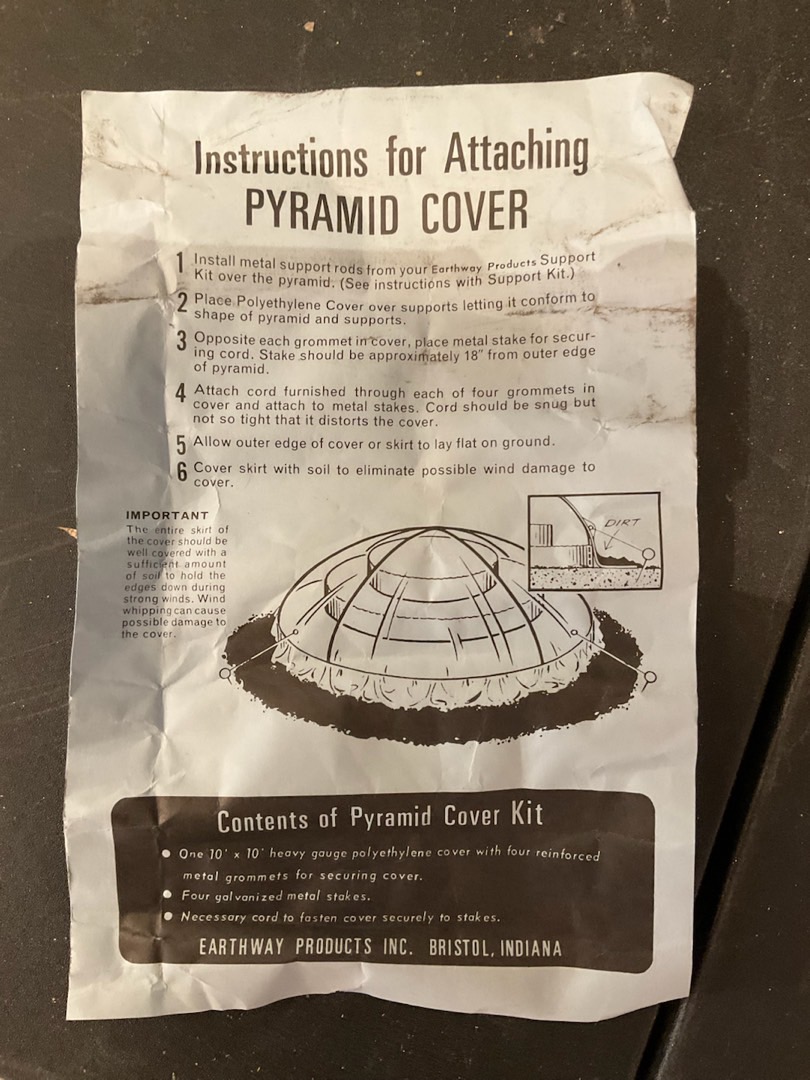 Instructions for Attaching
PYRAMID COVER
1 Install metal support rods from your Earthway Products Support
Kit over the pyramid. (See instructions with Support Kit.)
2 Place Polyethylene Cover over supports letting it conform to
shape of pyramid and supports.
3 Opposite each grommet in cover, place metal stake for secur-
ing cord. Stake should be approximately 18" from outer edge
of pyramid.
4 Attach cord furnished through each of four grommets in
cover and attach to metal stakes. Cord should be snug but
not so tight that it distorts the cover.
5 Allow outer edge of cover or skirt to lay flat on ground.
6 Cover skirt with soil to eliminate possible wind damage to
cover.
IMPORTANT
The entire skirt of
the cover should be
well covered with a
sufficient amount
of soil to hold the
edges down during
strong winds. Wind
whipping can cause
possible damage to
the cover.
DIRT
Contents of Pyramid Cover Kit
● One 10' x 10' heavy gauge polyethylene cover with four reinforced
metal grommets for securing cover.
● Four galvanized metal stakes.
● Necessary cord to fasten cover securely to stakes.
EARTHWAY PRODUCTS INC. BRISTOL, INDIANA